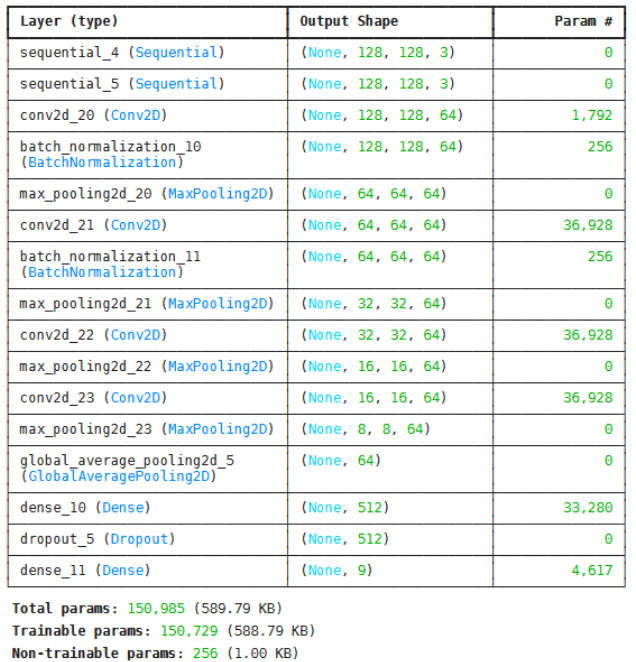 Layer (type) Output Shape Param #
sequential_4 (Sequential) (None, 128, 128, 3) 0
sequential_5 (Sequential) (None, 128, 128, 3) 0
conv2d_20 (Conv2D) (None, 128, 128, 64) 1,792
batch_normalization_10 (None, 128, 128, 64) 256
(BatchNormalization)
max_pooling2d_20 (MaxPooling2D) (None, 64, 64, 64) 0
conv2d_21 (Conv2D) (None, 64, 64, 64) 36,928
batch_normalization_11 (None, 64, 64, 64) 256
(BatchNormalization)
max_pooling2d_21 (MaxPooling2D) (None, 32, 32, 64) 0
conv2d_22 (Conv2D) (None, 32, 32, 64) 36,928
max_pooling2d_22 (MaxPooling2D) (None, 16, 16, 64) 0
conv2d_23 (Conv2D) (None, 16, 16, 64) 36,928
max_pooling2d_23 (MaxPooling2D) (None, 8, 8, 64) 0
global_average_pooling2d_5 (None, 64) 0
(GlobalAveragePooling2D)
dense_10 (Dense) (None, 512) 33,280
dropout_5 (Dropout) (None, 512) 0
dense_11 (Dense) (None, 9) 4,617
Total params: 150,985 (589.79 KB)
Trainable params: 150,729 (588.79 KB)
Non-trainable params: 256 (1.00 KB)